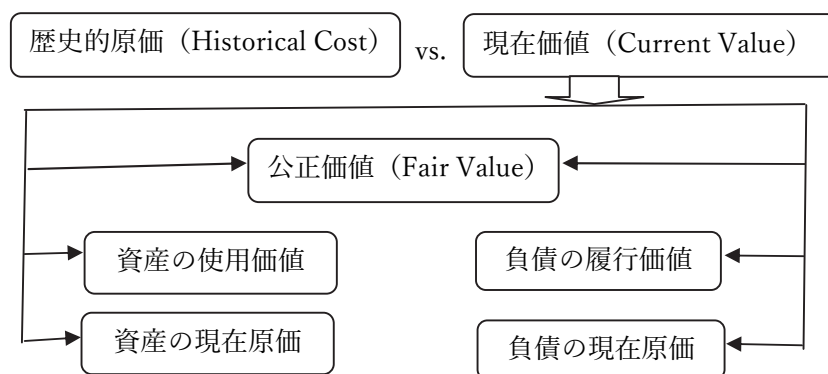 歴史的原価（Historical Cost） vs. 現在価値（Current Value）
公正価値（Fair Value）
資産の使用価値 負債の履行価値
資産の現在原価 負債の現在原価